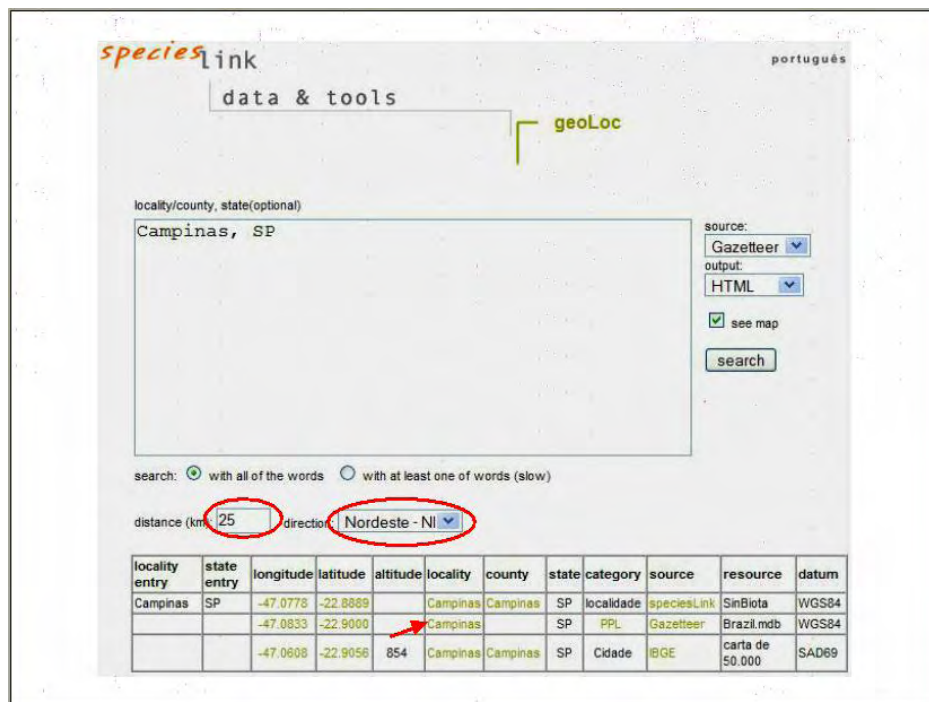 specieslink
português
data & tools
geoLoc
locality/county, state(optional)
Campinas, SP
source:
Gazetteer
output:
HTML
see map
search
search: with all of the words with at least one of words (slow)
distance (km): 25 direction: Nordeste - NI
locality entry state entry longitude latitude altitude locality county state category source resource datum
Campinas SP -47.0778 -22.8889 Campinas Campinas SP localidade speciesLink SinBiota WGS84
-47.0833 -22.9000 Campinas SP PPL Gazetteer Brazil.mdb WGS84
-47.0608 -22.9056 854 Campinas Campinas SP Cidade IBGE carta de 50.000 SAD69